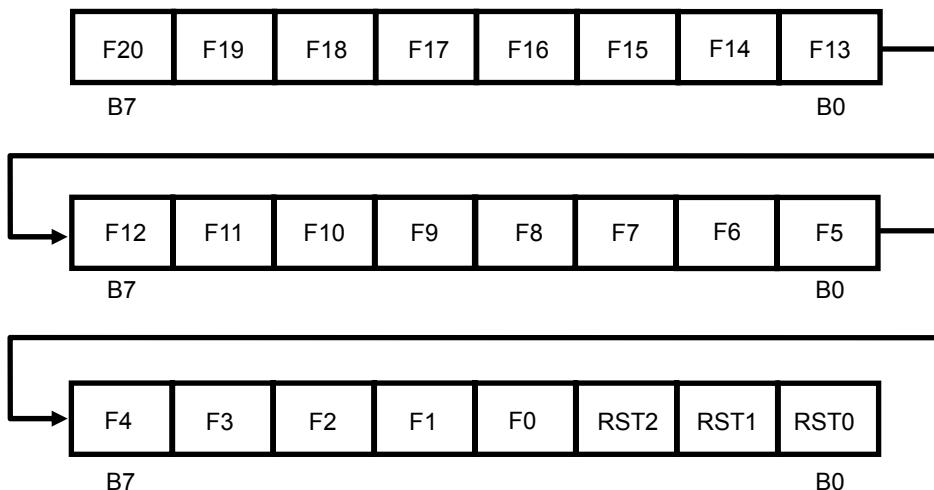 F20 F19 F18 F17 F16 F15 F14 F13
B7 B0
F12 F11 F10 F9 F8 F7 F6 F5
B7 B0
F4 F3 F2 F1 F0 RST2 RST1 RST0
B7 B0